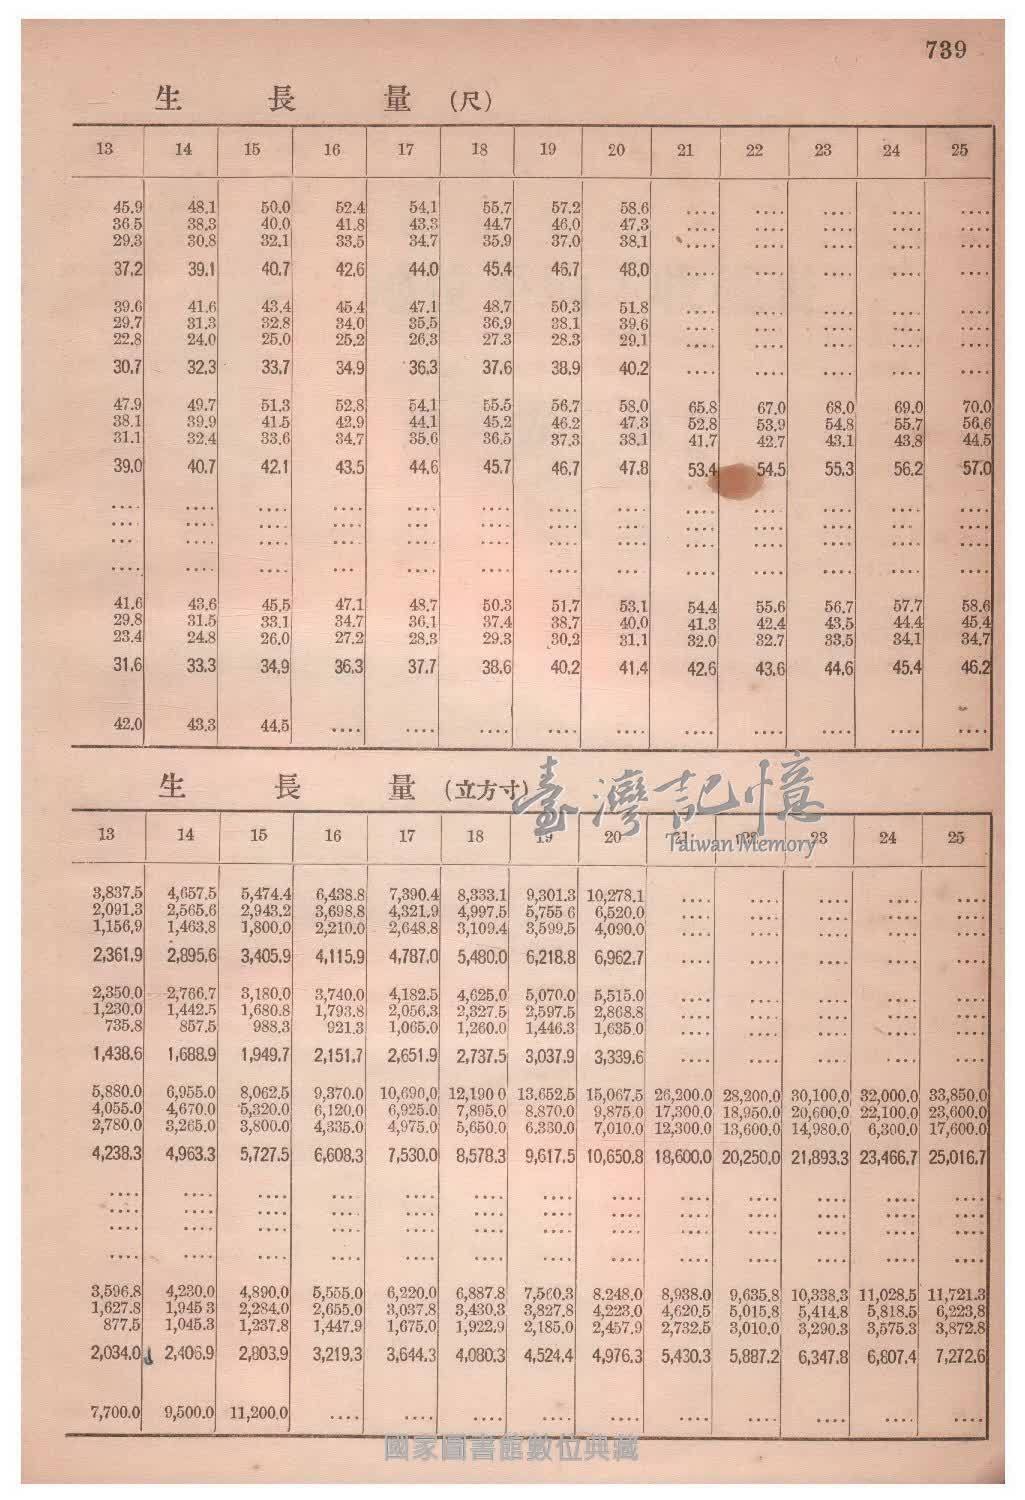 739
生長量(尺)
13 14 15 16 17 18 19 20 21 22 23 24 25
45.9 48.1 50.0 52.4 54.1 55.7 57.2 58.6 .... .... .... .... ....
36.5 38.3 40.0 41.8 43.3 44.7 46.0 47.3 .... .... .... .... ....
29.3 30.8 32.1 33.5 34.7 35.9 37.0 38.1 .... .... .... .... ....
37.2 39.1 40.7 42.6 44.0 45.4 46.7 48.0 .... .... .... .... ....
39.6 41.6 43.4 45.4 47.1 48.7 50.3 51.8 .... .... .... .... ....
29.7 31.3 32.8 34.0 35.5 36.9 38.1 39.6 .... .... .... .... ....
22.8 24.0 25.0 25.2 26.3 27.3 28.3 29.1 .... .... .... .... ....
30.7 32.3 33.7 34.9 36.3 37.6 38.9 40.2 .... .... .... .... ....
47.9 49.7 51.3 52.8 54.1 55.5 56.7 58.0 65.8 67.0 68.0 69.0 70.0
38.1 39.9 41.5 42.9 44.1 45.2 46.2 47.3 52.8 53.9 54.8 55.7 56.6
31.1 32.4 33.6 34.7 35.6 36.5 37.3 38.1 41.7 42.7 43.1 43.8 44.5
39.0 40.7 42.1 43.5 44.6 45.7 46.7 47.8 53.4 54.5 55.3 56.2 57.0
.... .... .... .... .... .... .... .... .... .... .... .... ....
.... .... .... .... .... .... .... .... .... .... .... .... ....
.... .... .... .... .... .... .... .... .... .... .... .... ....
.... .... .... .... .... .... .... .... .... .... .... .... ....
41.6 43.6 45.5 47.1 48.7 50.3 51.7 53.1 54.4 55.6 56.7 57.7 58.6
29.8 31.5 33.1 34.7 36.1 37.4 38.7 40.0 41.3 42.4 43.5 44.4 45.4
23.4 24.8 26.0 27.2 28.3 29.3 30.2 31.1 32.0 32.7 33.5 34.1 34.7
31.6 33.3 34.9 36.3 37.7 38.6 40.2 41.4 42.6 43.6 44.6 45.4 46.2
42.0 43.3 44.5 .... .... .... .... .... .... .... .... .... ....
生長量(立方寸)
臺灣記憶
Taiwan Memory
13 14 15 16 17 18 19 20 21 22 23 24 25
3,837.5 4,657.5 5,474.4 6,438.8 7,390.4 8,333.1 9,301.3 10,278.1 .... .... .... .... ....
2,091.3 2,565.6 2,943.2 3,698.8 4,321.9 4,997.5 5,755 6 6,520.0 .... .... .... .... ....
1,156.9 1,463.8 1,800.0 2,210.0 2,648.8 3,109.4 3,599.5 4,090.0 .... .... .... .... ....
2,361.9 2,895.6 3,405.9 4,115.9 4,787.0 5,480.0 6,218.8 6,962.7 .... .... .... .... ....
2,350.0 2,766.7 3,180.0 3,740.0 4,182.5 4,625.0 5,070.0 5,515.0 .... .... .... .... ....
1,230.0 1,442.5 1,680.8 1,793.8 2,056.3 2,327.5 2,597.5 2,868.8 .... .... .... .... ....
735.8 857.5 988.3 921.3 1,065.0 1,260.0 1,446.3 1,635.0 .... .... .... .... ....
1,438.6 1,688.9 1,949.7 2,151.7 2,651.9 2,737.5 3,037.9 3,339.6 .... .... .... .... ....
5,880.0 6,955.0 8,062.5 9,370.0 10,690.0 12,190 0 13.652.5 15,067.5 26,200.0 28,200.0 30,100.0 32,000.0 33,850.0
4,055.0 4,670.0 5,320.0 6,120.0 6,925.0 7,895.0 8.870.0 9,875.0 17,300.0 18,950.0 20,600.0 22,100.0 23,600.0
2,780.0 3,265.0 3,800.0 4,335.0 4,975.0 5,650.0 6,330.0 7,010.0 12,300.0 13,600.0 14,980.0 6,300.0 17,600.0
4,238.3 4,963.3 5,727.5 6,608.3 7,530.0 8,578.3 9,617.5 10,650.8 18,600.0 20,250.0 21,893.3 23,466.7 25,016.7
.... .... .... .... .... .... .... .... .... .... .... .... ....
.... .... .... .... .... .... .... .... .... .... .... .... ....
.... .... .... .... .... .... .... .... .... .... .... .... ....
.... .... .... .... .... .... .... .... .... .... .... .... ....
3,596.8 4,230.0 4,890.0 5,555.0 6,220.0 6,887.8 7,560.3 8.248.0 8,938.0 9,635.8 10,338.3 11,028.5 11,721.3
1,627.8 1,945 3 2,284.0 2,655.0 3,037.8 3,430.3 3,827.8 4,223.0 4,620.5 5,015.8 5,414.8 5,818.5 6,223.8
877.5 1,045.3 1,237.8 1,447.9 1,675.0 1,922.9 2,185.0 2,457.9 2,732.5 3,010.0 3,290.3 3,575.3 3,872.8
2,034.0 2,406.9 2,803.9 3,219.3 3,644.3 4,080.3 4,524.4 4,976.3 5,430.3 5,887.2 6,347.8 6,807.4 7,272.6
7,700.0 9,500.0 11,200.0 .... .... .... .... .... .... .... .... .... ....
國家圖書館數位典藏